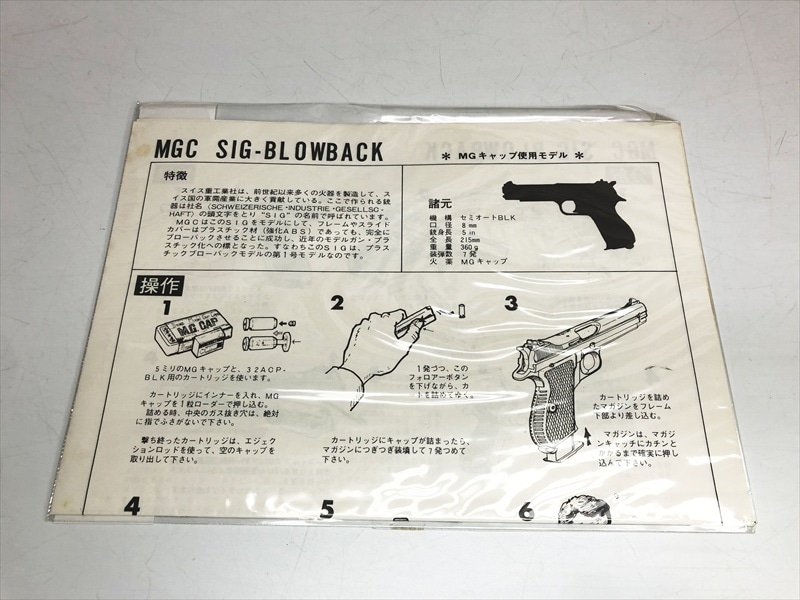 MGC SIG-BLOWBACK
* MGキャップ使用モデル *
特徴
スイス重工業社は、前世紀以来多くの火器を製造して、ス
イス国の軍需産業に大きく貢献している。ここで作られる銃
器は社名(SCHWEIZERISCHE・INDUSTRIE・GESELLSC-
HAFT)の頭文字をとり"SIG"の名前で呼ばれています。
MGCはこのSIGをモデルにして、フレームやスライド
カバーはプラスチック材(強化ABS)であっても、完全に
ブローバックさせることに成功し、近年のモデルガン・プラ
スチック化への標となった。すなわちこのSIGは、プラス
チックブローバックモデルの第1号モデルなのです。
諸元
機構 セミオートBLK
口径 8mm
銃身長 5in
全長 215mm
重量 360g
装弾数 7発
火薬 MGキャップ
操作
1
M.G. CAP
5ミリのMGキャップと、32ACP-
BLK用のカートリッジを使います。
カートリッジにインナーを入れ、MG
キャップを1粒ローダーで押し込む。
詰める時、中央のガス抜き穴は、絶対
に指でふさがないで下さい。
撃ち終ったカートリッジは、エジェク
ションロッドを使って、空のキャップを
取り出して下さい。
2
1発づつ、この
フォロアーボタン
を下げながら、カート
を詰めてゆく。
カートリッジにキャップが詰まったら、
マガジンにつぎつぎ装填して7発つめて
下さい。
3
カートリッジを詰め
たマガジンをフレーム
下部より差し込む。
マガジンは、マガジ
ンキャッチにカチンと
かかるまで確実に押し
込んで下さい。
4
5
6